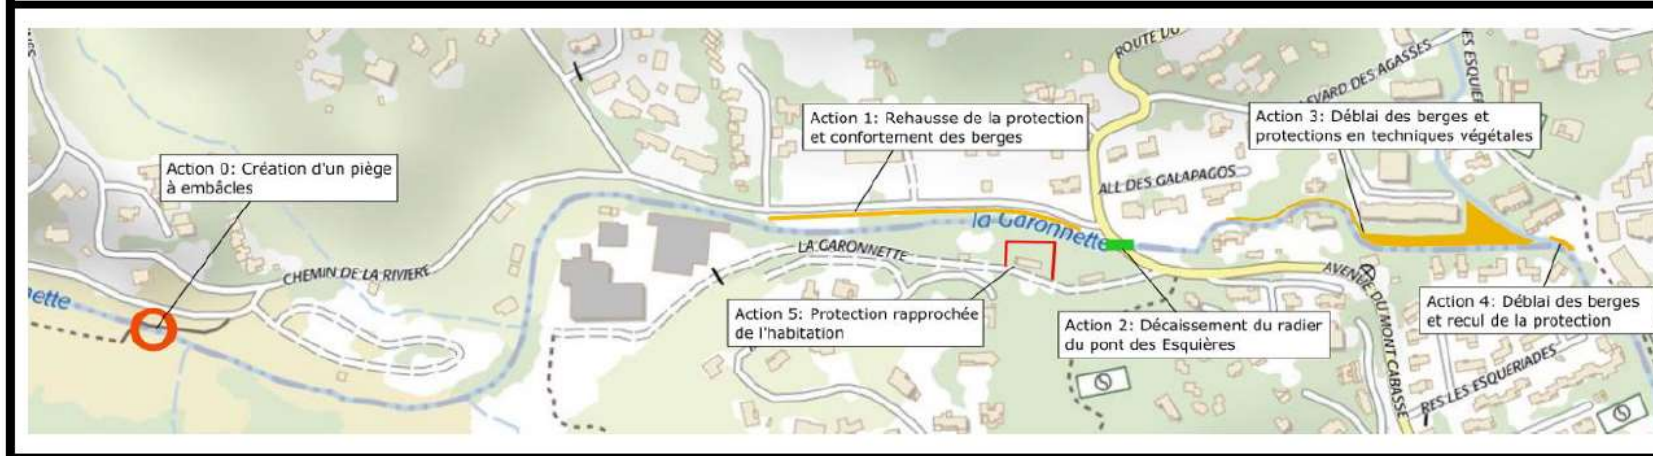 ROUTE DU
ES ESQUIE
EVARD DES AGASSES
Action 1: Rehausse de la protection
et confortement des berges
Action 3: Déblai des berges et
protections en techniques végétales
Action 0: Création d'un piège
à embâcles
ALL DES GALAPAGOS
la Garonnette
LA GARONNETTE
CHEMIN DE LA RIVIERE
nette
AVENUE DU MONT CABASSE
Action 5: Protection rapprochée
de l'habitation
Action 2: Décaissement du radier
du pont des Esquières
Action 4: Déblai des berges
et recul de la protection
RES LES ESQUERIADES